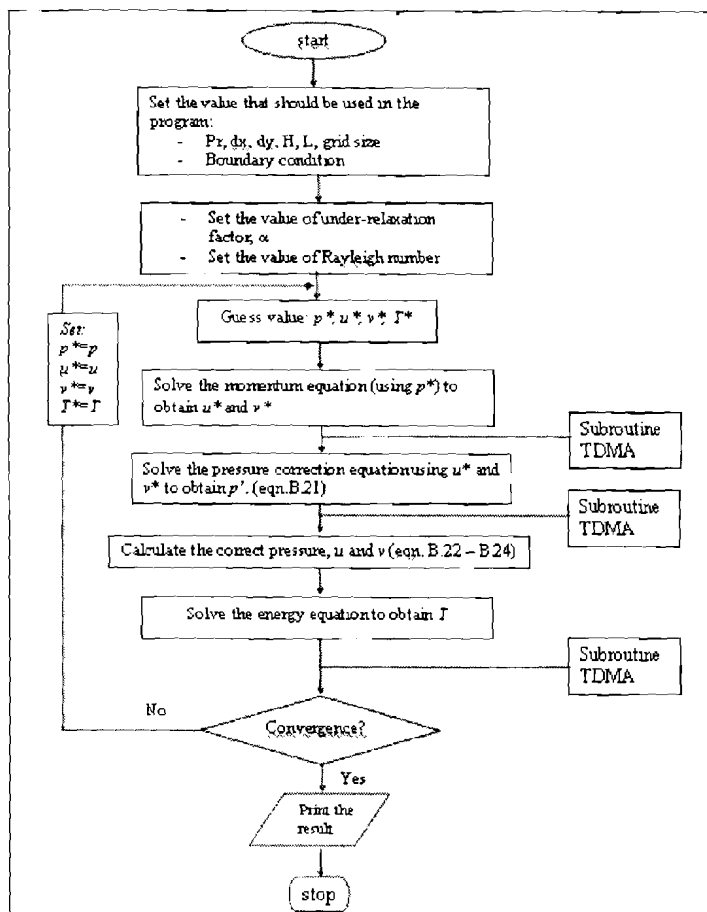 start
Set the value that should be used in the
program:
- Pr, dx, dy, H, L, grid size
- Boundary condition
- Set the value of under-relaxation
factor, α
- Set the value of Rayleigh number
Guess value: p*, u*, v*, T*
Set:
p*=p
u*=u
v*=v
T*=T
Solve the momentum equation (using p*) to
obtain u* and v*
Subroutine
TDMA
Solve the pressure correction equation using u* and
v* to obtain p'. (eqn.B.21)
Subroutine
TDMA
Calculate the correct pressure, u and v (eqn. B.22 – B.24)
Solve the energy equation to obtain T
Subroutine
TDMA
No
Convergence?
Yes
Print the
result
stop